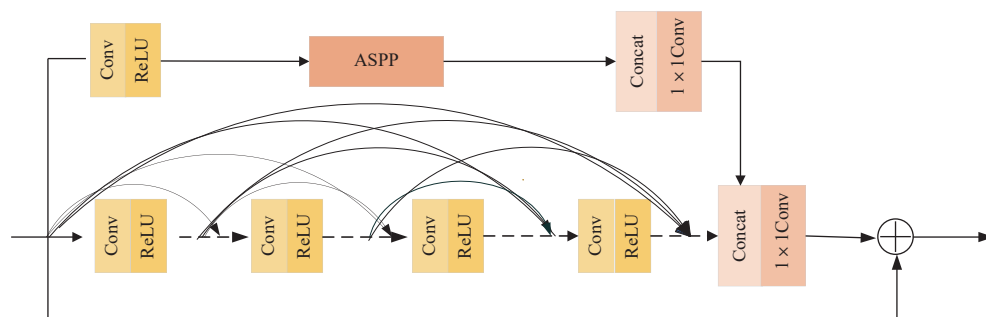 Conv
ReLU
ASPP
Concat
1 × 1Conv
Conv
ReLU
Conv
ReLU
Conv
ReLU
Conv
ReLU
Concat
1 × 1Conv